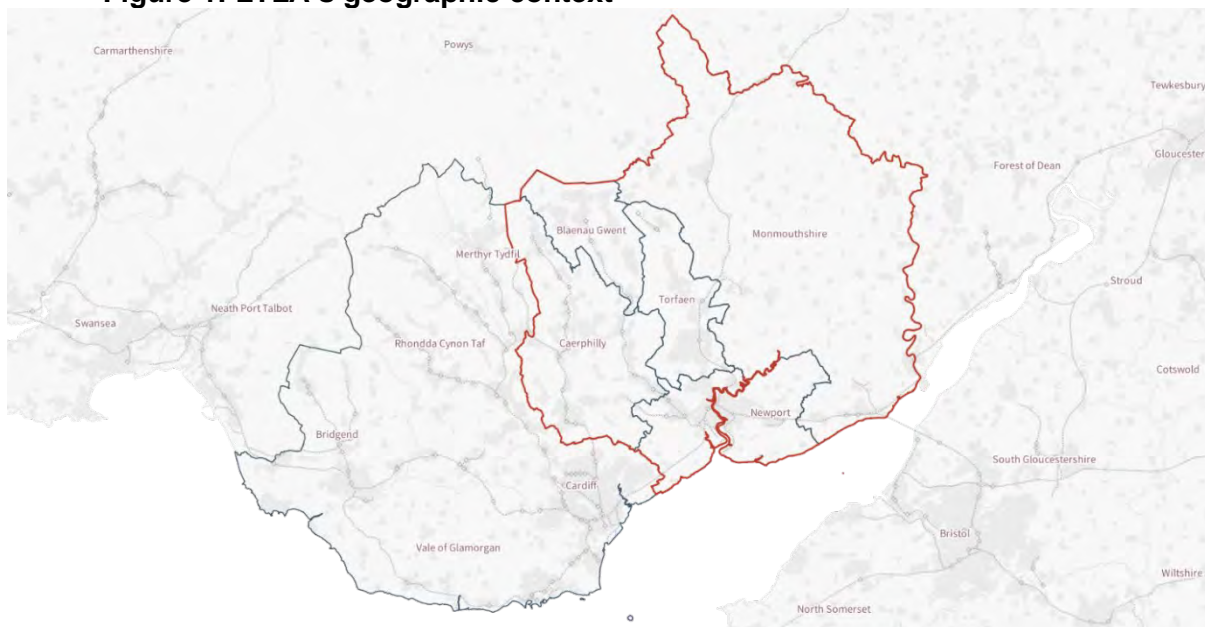 Figure 1: geographic context
Powys
Carmarthenshire
Tewkesbury
Gloucester
Forest of Dean
Blaenau Gwent
Monmouthshire
Merthyr Tydfil
Stroud
Torfaen
Neath Port Talbot
Swansea
Rhondda Cynon Taf
Caerphilly
Cotswold
Newport
Bridgend
South Gloucestershire
Cardiff
Bristol
Vale of Glamorgan
Wiltshire
North Somerset